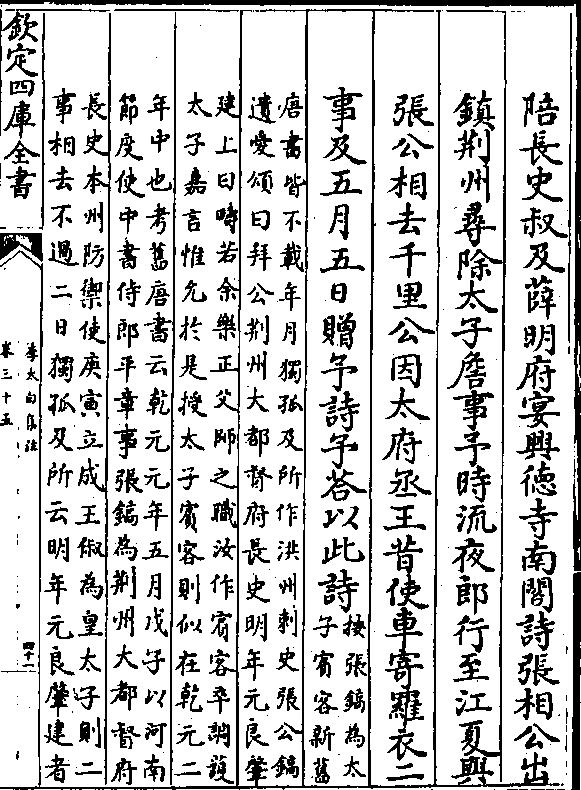 陪長史叔及薛明府宴興德寺南閣詩張相公出
鎮荆州尋除太子詹事予時流夜郎行至江夏與
張公相去千里公因太府丞王昔使車寄羅衣二
事及五月五日贈予詩予荅以此詩
按張鎬為太
子賓客新舊
唐書皆不載年月獨孤及所作洪州刺史張公鎬
遺愛頌曰拜公荆州大都督府長史明年元良肇
建上曰疇若余樂正父師之職汝作賓客卒調護
太子嘉言惟允於是授太子賓客則似在乾元二
年中也考舊唐書云乾元元年五月戊子以河南
節度使中書侍郎平章事張鎬為荆州大都督府
長史本州防禦使庚寅立成王俶為皇太子則二
事相去不過二日獨孤及所云明年元良肇建者
欽定四庫全書
李太白集注
卷三十五
四十一